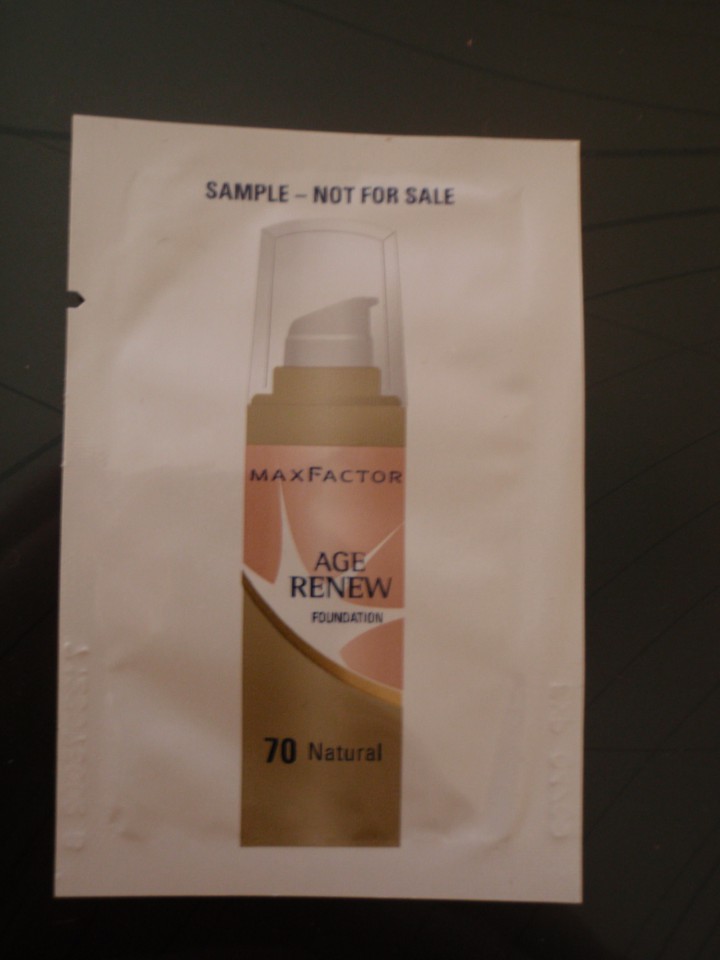 SAMPLE – NOT FOR SALE
MAXFACTOR
AGE
RENEW
FOUNDATION
70 Natural